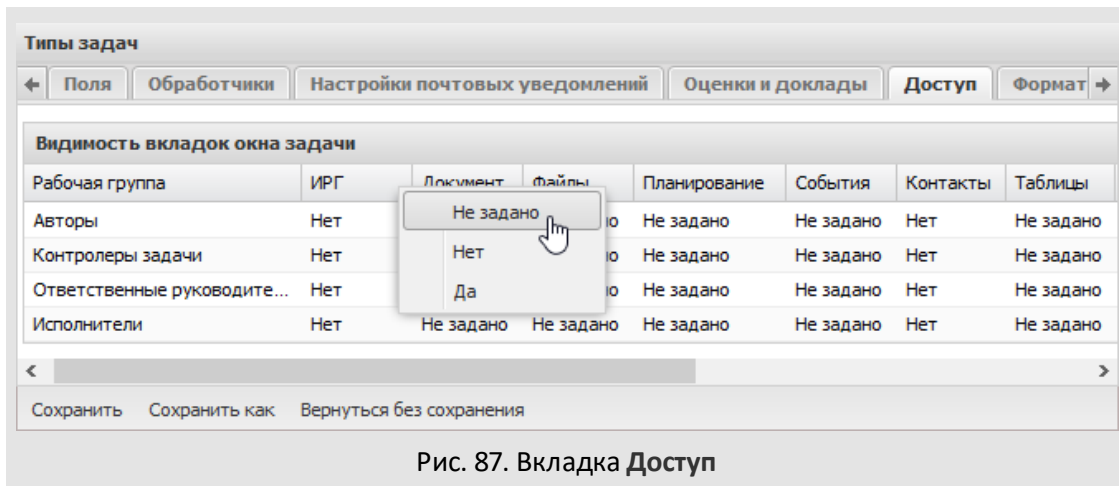 Типы задач
Поля Обработчики Настройки почтовых уведомлений Оценки и доклады Доступ Формат
Видимость вкладок окна задачи
Рабочая группа ИРГ Документ Файлы Планирование События Контакты Таблицы
Авторы Нет Не задано Не задано Нет Не задано
Не задано
Контролеры задачи Нет Не задано Не задано Нет Не задано
Нет
Ответственные руководите... Нет Не задано Не задано Нет Не задано
Да
Исполнители Нет Не задано Не задано Не задано Не задано Нет Не задано
Сохранить Сохранить как Вернуться без сохранения
Рис. 87. Вкладка Доступ